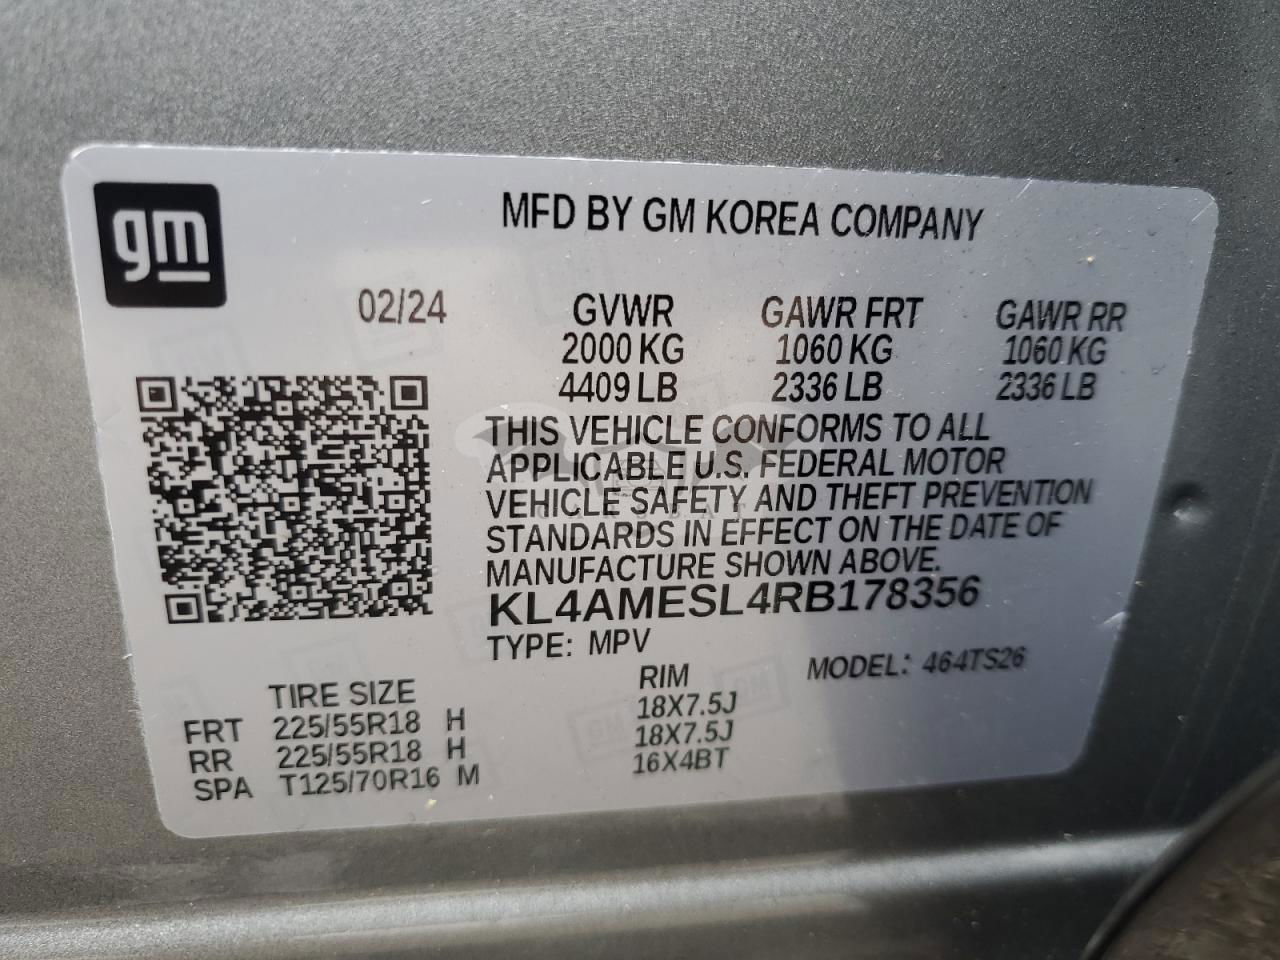 gm
MFD BY GM KOREA COMPANY
02/24 GVWR GAWR FRT GAWR RR
2000 KG 1060 KG 1060 KG
4409 LB 2336 LB 2336 LB
THIS VEHICLE CONFORMS TO ALL
APPLICABLE U.S. FEDERAL MOTOR
VEHICLE SAFETY AND THEFT PREVENTION
STANDARDS IN EFFECT ON THE DATE OF
MANUFACTURE SHOWN ABOVE.
KL4AMESL4RB178356
TYPE: MPV MODEL: 464TS26
TIRE SIZE RIM
FRT 225/55R18 H 18X7.5J
RR 225/55R18 H 18X7.5J
SPA T125/70R16 M 16X4BT